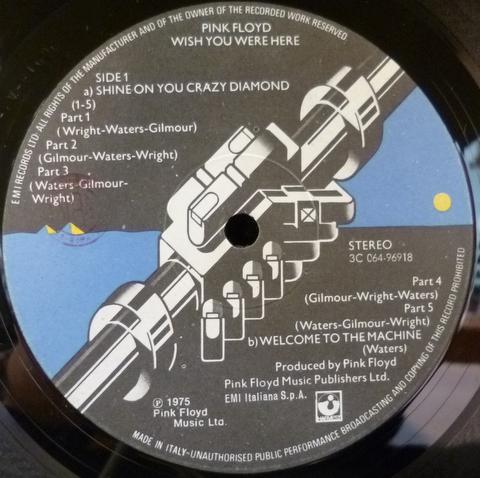 EMI RECORDS LTD. ALL RIGHTS OF THE MANUFACTURER AND OF THE OWNER OF THE RECORDED WORK RESERVED
PINK FLOYD
WISH YOU WERE HERE
SIDE 1
a) SHINE ON YOU CRAZY DIAMOND
(1-5)
Part 1
(Wright-Waters-Gilmour)
Part 2
(Gilmour-Waters-Wright)
Part 3
(Waters-Gilmour-
Wright)
STEREO
3C 064-96918
Part 4
(Gilmour-Wright-Waters)
Part 5
(Waters-Gilmour-Wright)
b) WELCOME TO THE MACHINE
(Waters)
Produced by Pink Floyd
Pink Floyd Music Publishers Ltd.
EMI Italiana S.p.A.
HARVEST
℗ 1975
Pink Floyd
Music Ltd.
MADE IN ITALY-UNAUTHORISED PUBLIC PERFORMANCE BROADCASTING AND COPYING OF THIS RECORD PROHIBITED